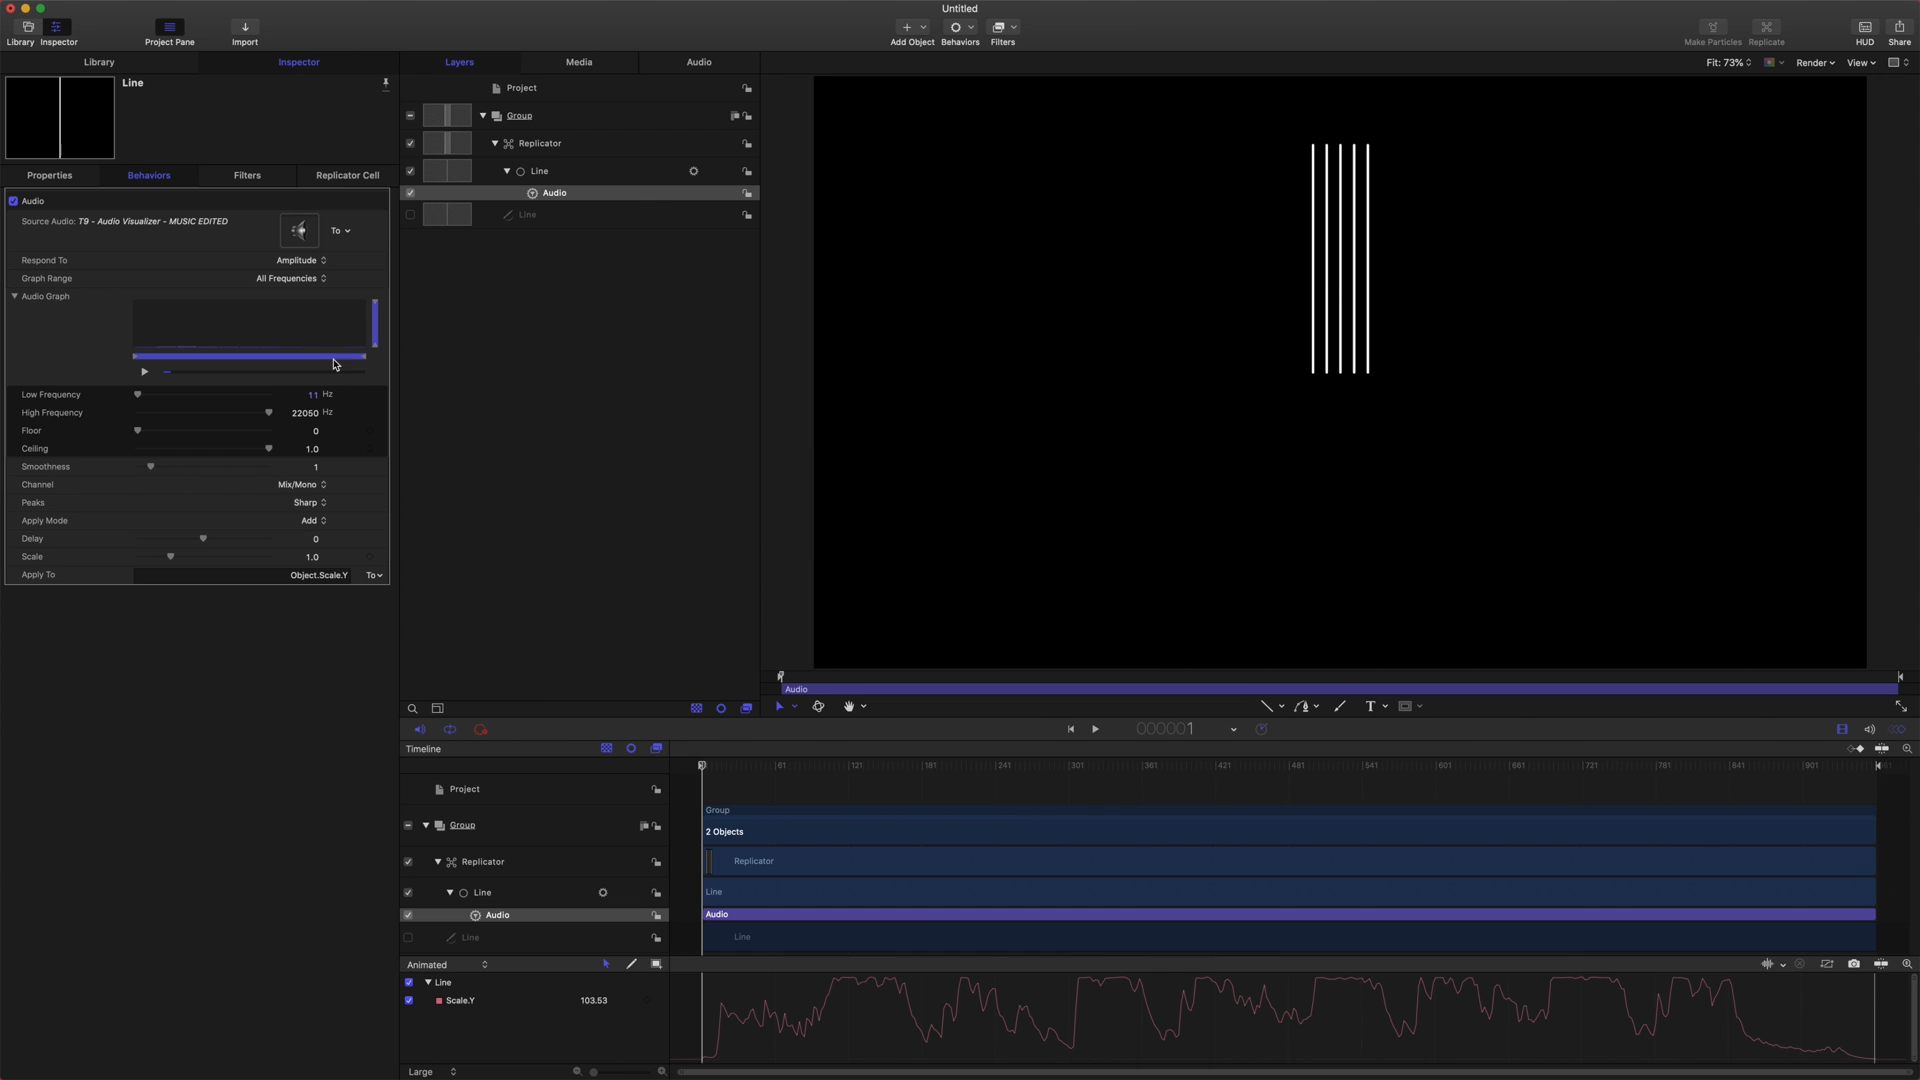 Untitled
Library
Inspector
Project Pane
Import
Add Object
Behaviors
Filters
Make Particles
Replicate
HUD
Share
Library
Inspector
Layers
Media
Audio
Fit: 73%
Render
View
Line
Properties
Behaviors
Filters
Replicator Cell
Audio
Source Audio: T9 - Audio Visualizer - MUSIC EDITED
To
Respond To
Amplitude
Graph Range
All Frequencies
Audio Graph
Low Frequency
11 Hz
High Frequency
22050 Hz
Floor
0
Ceiling
1.0
Smoothness
1
Channel
Mix/Mono
Peaks
Sharp
Apply Mode
Add
Delay
0
Scale
1.0
Apply To
Object.Scale.Y
To
Project
Group
Replicator
Line
Audio
Line
Audio
T
0000001
Timeline
61
121
181
241
301
361
421
481
541
601
661
721
781
841
901
Project
Group
Replicator
Line
Audio
Line
Group
2 Objects
Replicator
Line
Audio
Line
Animated
Line
Scale.Y
103.53
Large